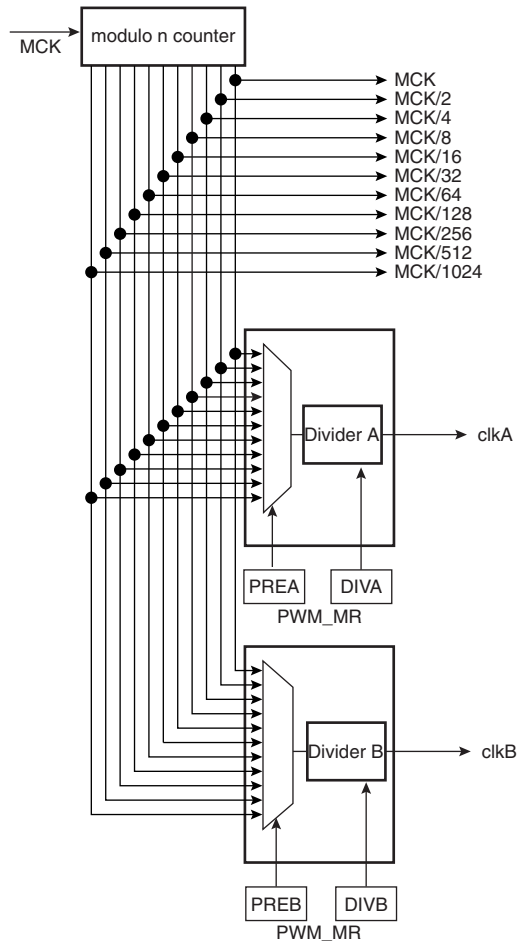 modulo n counter
MCK
MCK
MCK/2
MCK/4
MCK/8
MCK/16
MCK/32
MCK/64
MCK/128
MCK/256
MCK/512
MCK/1024
Divider A
clkA
PREA
DIVA
PWM_MR
Divider B
clkB
PREB
DIVB
PWM_MR